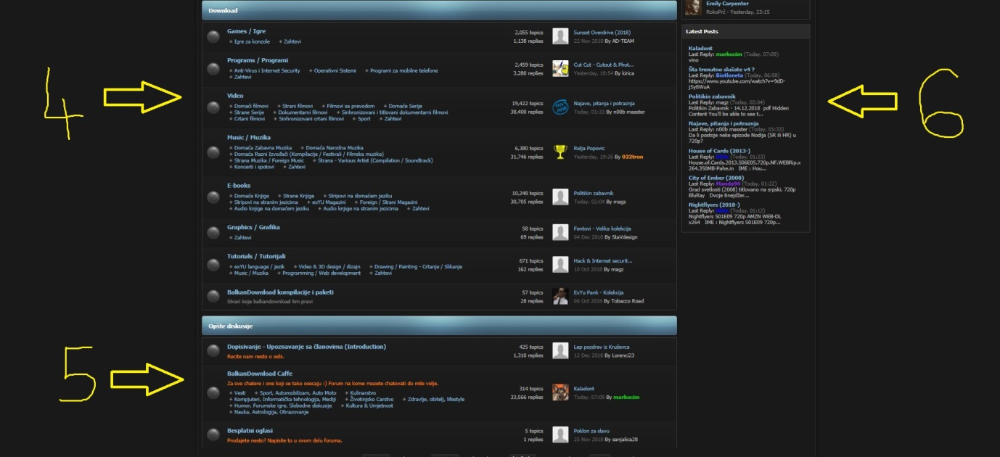 Download
Emily Carpenter
RokoPrč - Yesterday, 23:15
Games / Igre
Igre za konzole Zahtevi
2,055 topics
1,138 replies
Sunset Overdrive (2018)
22 Nov 2018 By AD-TEAM
Programs / Programi
Anti-Virus i Internet Security Operativni Sistemi Programi za mobilne telefone
Zahtevi
2,459 topics
3,280 replies
Cut Cut - Cutout & Phot...
Yesterday, 18:54 By kirica
Video
Domaći filmovi Strani filmovi Filmovi sa prevodom Domaće Serije
Strane Serije Dokumentarni filmovi Sinhronizovani i titlovani dokumentarni filmovi
Crtani filmovi Sinhronizovani crtani filmovi Sport Zahtevi
19,422 topics
38,400 replies
Najave, pitanja i potraznja
Today, 01:33 By n00b masster
Music / Muzika
Domaća Zabavna Muzika Domaća Narodna Muzika
Domaća Razni Izvođači (Kompilacije / Festivali / Filmska muzika)
Strana Muzika / Foreign Music Strana - Various Artist (Compilation / Soundtrack)
Koncerti i spotovi Zahtevi
6,380 topics
31,746 replies
Relja Popovic
Yesterday, 19:26 By 022tron
E-books
Domaće Knjige Strane Knjige Stripovi na domaćem jeziku
Stripovi na stranim jezicima exYU Magazini Foreign / Strani Magazini
Audio knjige na domaćem jeziku Audio knjige na stranim jezicima Zahtevi
10,248 topics
30,705 replies
Politikin zabavnik
Today, 02:04 By magz
Graphics / Grafika
Zahtevi
58 topics
69 replies
Fontovi - Velika kolekcija
04 Dec 2018 By StaVdesign
Tutorials / Tutorijali
exYU language / jezik Video & 3D design / dizajn Drawing / Painting - Crtanje / Slikanje
Music / Muzika Programming / Web development Zahtevi
671 topics
162 replies
Hack & Internet securit...
10 Oct 2018 By magz
BalkanDownload kompilacije i paketi
Stvari koje balkandownload tim pravi
57 topics
28 replies
ExYu Pank - Kolekcija
06 Oct 2018 By Tobacco Road
Opšte diskusije
Dopisivanje - Upoznavanje sa članovima (Introduction)
Recite nam nesto o sebi.
425 topics
1,310 replies
Lep pozdrav iz Kruševca
12 Dec 2018 By Lorenci23
BalkanDownload Caffe
Za sve chatere i one koji se tako osecaju :) Forum na kome mozete chatovati do mile volje.
Vesti Sport, Automobilizam, Auto Moto Kulinarstvo
Kompjuteri, Informatička tehnologija, Mediji Životinjsko Carstvo Zdravlje, obitelj, lifestyle
Humor, Forumske igre, Slobodne diskusije Kultura & Umjetnost
Nauka, Astrologija, Obrazovanje
314 topics
33,566 replies
Kaladont
Today, 07:09 By markocim
Besplatni oglasi
Prodajete nesto? Napisite to u ovom delu foruma.
5 topics
1 replies
Poklon za slavu
25 Nov 2018 By sanjalica28
Latest Posts
Kaladont
Last Reply: markocim (Today, 07:09)
vino
Šta trenutno slušate v4 ?
Last Reply: Biotloneta (Today, 06:58)
https://www.youtube.com/watch?v=9dD-
j5y8WuA
Politikin zabavnik
Last Reply: magz (Today, 02:04)
Politikin Zabavnik - 14.12.2018 pdf Hidden
Content You'll be able to see t...
Najave, pitanja i potraznja
Last Reply: n00b masster (Today, 01:33)
Da li postoje neke epizode Nodija (SR ili HR) u
720p?
House of Cards (2013-)
Last Reply: (Today, 01:23)
House.of.Cards.2013.S06E05.720p.NF.WEBRip.x
264.350MB-Pahe.in IME : Hou...
City of Ember (2008)
Last Reply: Manda94 (Today, 01:22)
Grad svetlosti (2008) titlovano na srpski, 720p
BluRay Dvoje tinejdžer...
Nightflyers (2018-)
Last Reply: (Today, 01:12)
Nightflyers S01E09 720p AMZN WEB-DL
x264 IME : Nightflyers S01E09 720p...
4
5
6